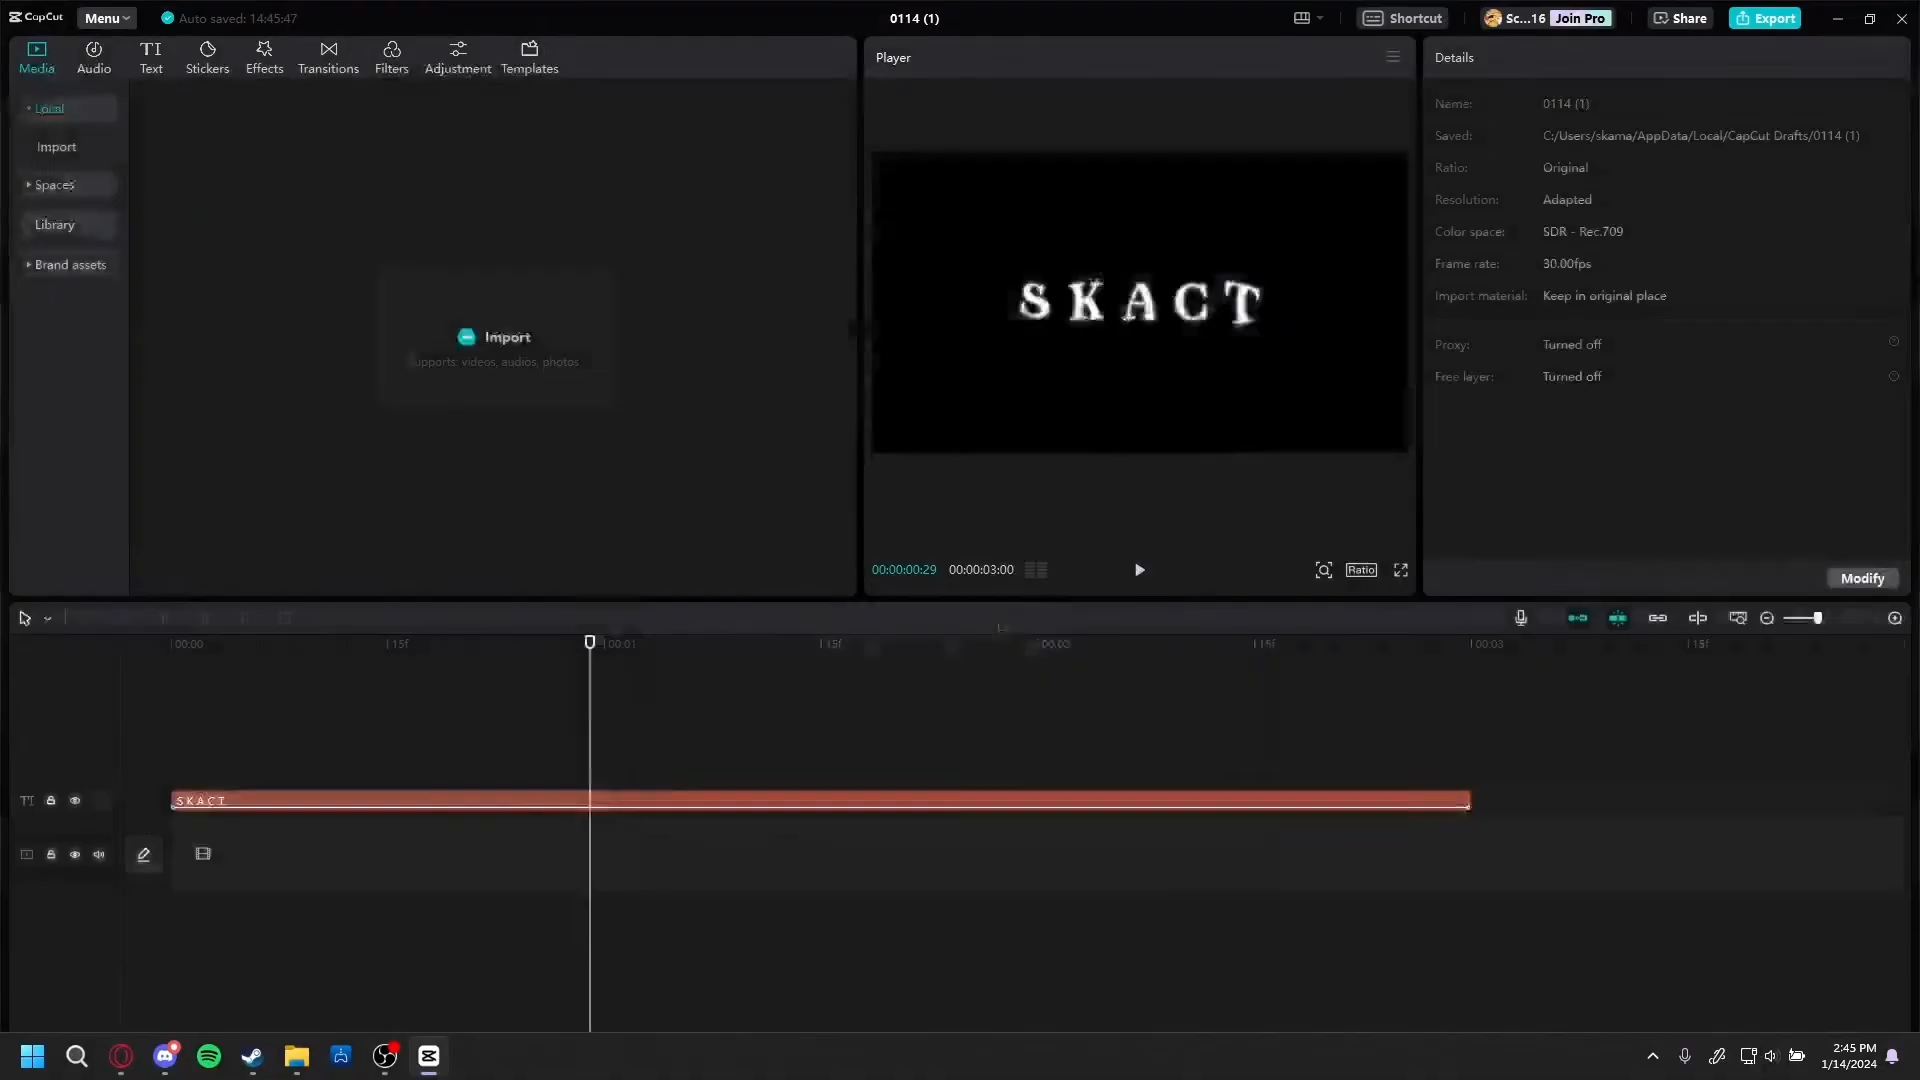 CapCut Menu Auto saved: 14:45:47 0114 (1) Shortcut Sc...16 Join Pro Share Export
Media Audio TI Text Stickers Effects Transitions Filters Adjustment Templates
Local
Import
Spaces
Library
Brand assets
Import
upports: videos, audios, photos
Player
SKACT
00:00:00:29 00:00:03:00 Ratio
Details
Name: 0114 (1)
Saved: C:/Users/skama/AppData/Local/CapCut Drafts/0114 (1)
Ratio: Original
Resolution: Adapted
Color space: SDR - Rec.709
Frame rate: 30.00fps
Import material: Keep in original place
Proxy: Turned off
Free layer: Turned off
Modify
00:00 15f 00:01 15f 00:02 15f 00:03 15f
TI SKACT
2:45 PM
1/14/2024